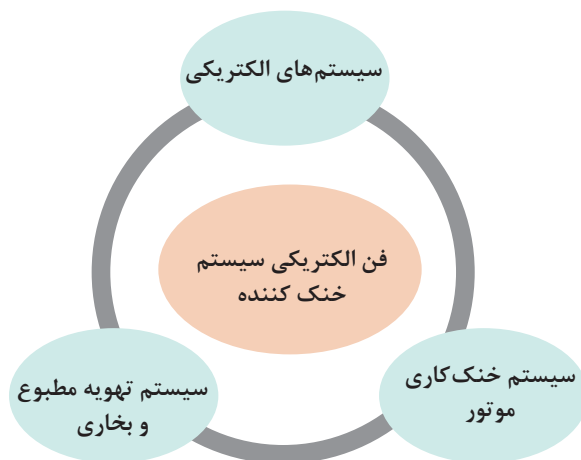 سیستم‌های الکتریکی
فن الکتریکی سیستم
خنک کننده
سیستم خنک‌کاری
موتور
سیستم تهویه مطبوع
و بخاری